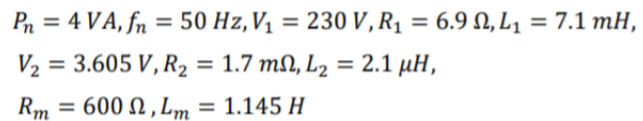 Pₙ = 4 VA, fₙ = 50 Hz, V₁ = 230 V, R₁ = 6.9 Ω, L₁ = 7.1 mH,
V₂ = 3.605 V, R₂ = 1.7 mΩ, L₂ = 2.1 μH,
Rₘ = 600 Ω , Lₘ = 1.145 H